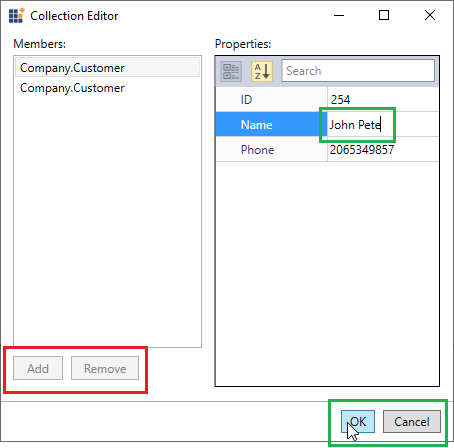 Collection Editor
Members:
Company.Customer
Company.Customer
Add Remove
Properties:
A
Z
Search
ID 254
Name John Pete
Phone 2065349857
OK Cancel